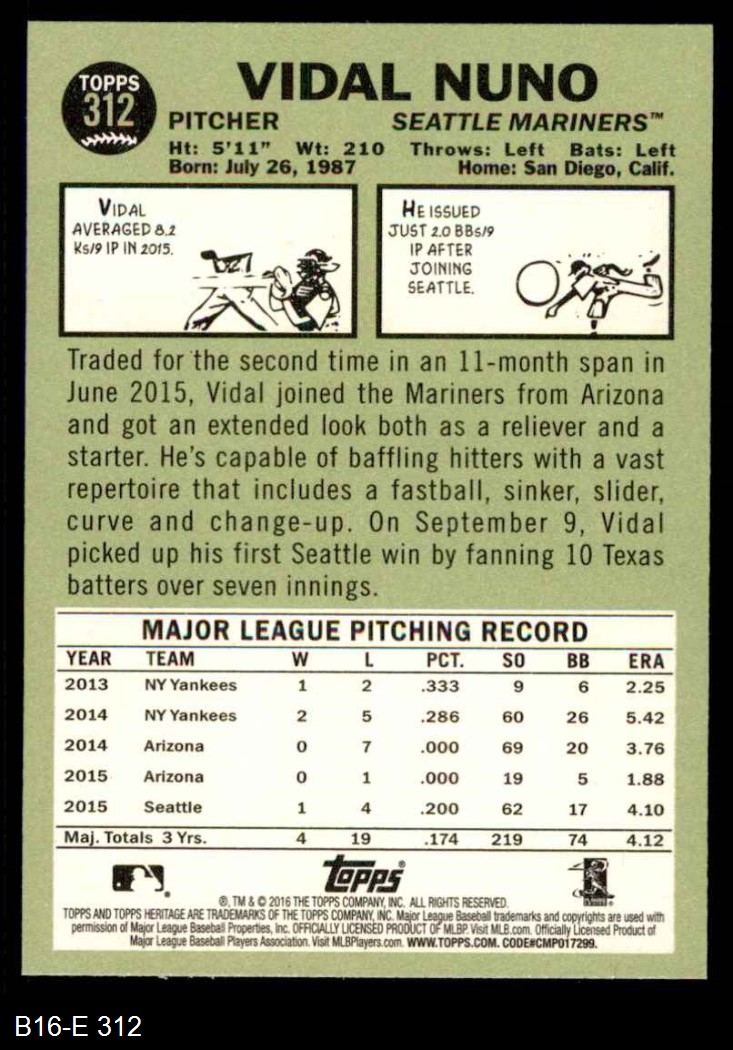 TOPPS
312
VIDAL NUNO
PITCHER SEATTLE MARINERS™
Ht: 5'11" Wt: 210 Throws: Left Bats: Left
Born: July 26, 1987 Home: San Diego, Calif.
VIDAL
AVERAGED 8.2
Ks/9 IP IN 2015.
HE ISSUED
JUST 2.0 BBs/9
IP AFTER
JOINING
SEATTLE.
Traded for the second time in an 11-month span in
June 2015, Vidal joined the Mariners from Arizona
and got an extended look both as a reliever and a
starter. He's capable of baffling hitters with a vast
repertoire that includes a fastball, sinker, slider,
curve and change-up. On September 9, Vidal
picked up his first Seattle win by fanning 10 Texas
batters over seven innings.
MAJOR LEAGUE PITCHING RECORD
YEAR TEAM W L PCT. SO BB ERA
2013 NY Yankees 1 2 .333 9 6 2.25
2014 NY Yankees 2 5 .286 60 26 5.42
2014 Arizona 0 7 .000 69 20 3.76
2015 Arizona 0 1 .000 19 5 1.88
2015 Seattle 1 4 .200 62 17 4.10
Maj. Totals 3 Yrs. 4 19 .174 219 74 4.12
topps®
®, TM & © 2016 THE TOPPS COMPANY, INC. ALL RIGHTS RESERVED.
TOPPS AND TOPPS HERITAGE ARE TRADEMARKS OF THE TOPPS COMPANY, INC. Major League Baseball trademarks and copyrights are used with
permission of Major League Baseball Properties, Inc. OFFICIALLY LICENSED PRODUCT OF MLBP. Visit MLB.com. Officially Licensed Product of
Major League Baseball Players Association. Visit MLBPlayers.com. WWW.TOPPS.COM. CODE#CMP017299.
B16-E 312